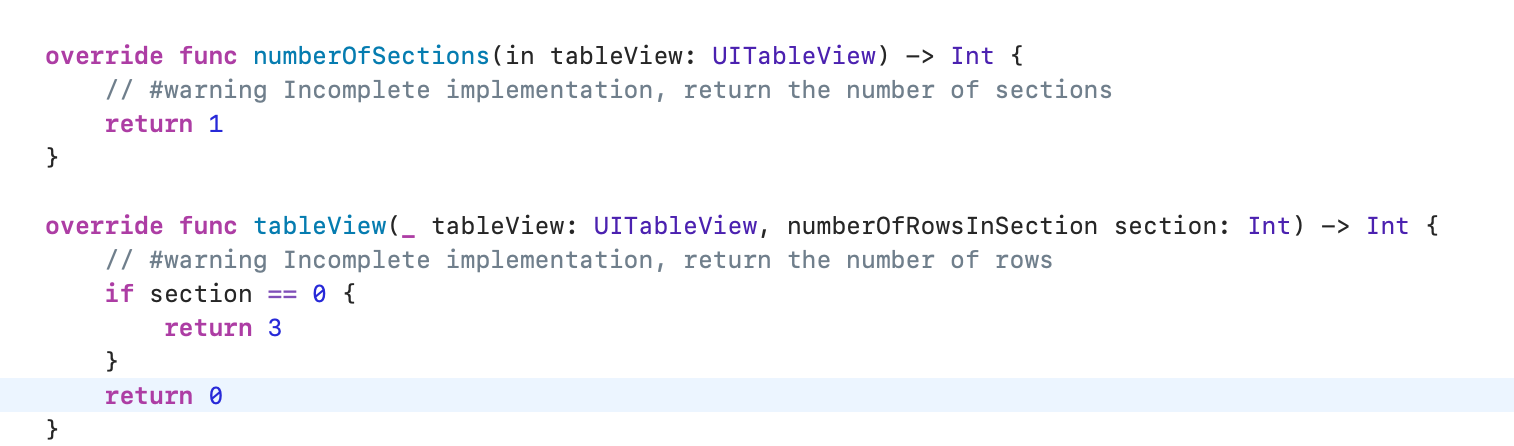 override func numberOfSections(in tableView: UITableView) -> Int {
    // #warning Incomplete implementation, return the number of sections
    return 1
}
override func tableView(_ tableView: UITableView, numberOfRowsInSection section: Int) -> Int {
    // #warning Incomplete implementation, return the number of rows
    if section == 0 {
        return 3
    }
    return 0
}